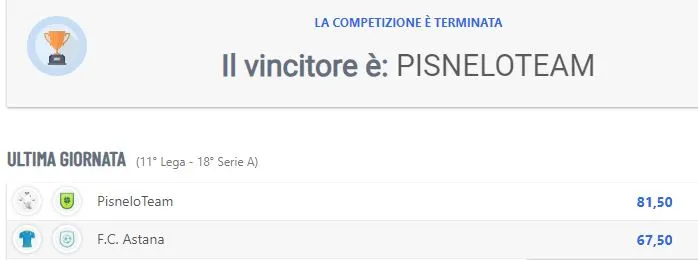 LA COMPETIZIONE È TERMINATA
Il vincitore è: PISNELOTEAM
ULTIMA GIORNATA (11° Lega - 18° Serie A)
PisneloTeam 81,50
F.C. Astana 67,50